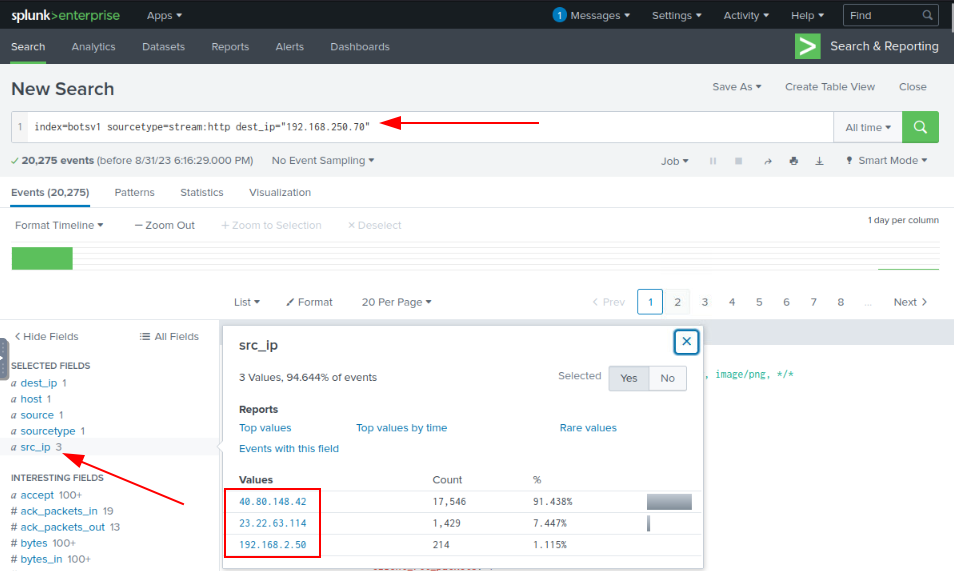 splunk>enterprise Apps 1 Messages Settings Activity Help Find
Search Analytics Datasets Reports Alerts Dashboards Search & Reporting
New Search Save As Create Table View Close
1 index=botsv1 sourcetype=stream:http dest_ip="192.168.250.70" All time
20,275 events (before 8/31/23 6:16:29.000 PM) No Event Sampling Job Smart Mode
Events (20,275) Patterns Statistics Visualization
Format Timeline Zoom Out + Zoom to Selection × Deselect 1 day per column
List Format 20 Per Page < Prev 1 2 3 4 5 6 7 8 ... Next >
< Hide Fields All Fields
SELECTED FIELDS
a dest_ip 1
a host 1
a source 1
a sourcetype 1
a src_ip 3
INTERESTING FIELDS
a accept 100+
# ack_packets_in 19
# ack_packets_out 13
# bytes 100+
# bytes_in 100+
src_ip
3 Values, 94.644% of events Selected Yes No
Reports
Top values Top values by time Rare values
Events with this field
Values Count %
40.80.148.42 17,546 91.438%
23.22.63.114 1,429 7.447%
192.168.2.50 214 1.115%
, image/png, */*